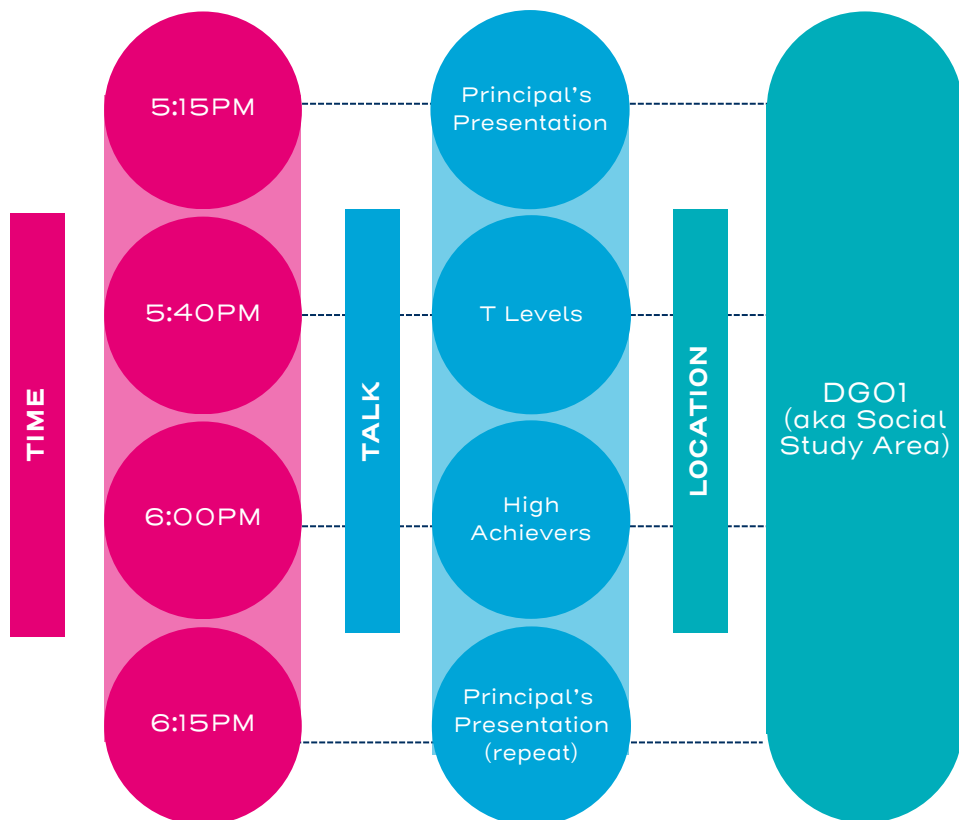 TIME
5:15PM
5:40PM
6:00PM
6:15PM
TALK
Principal's
Presentation
T Levels
High
Achievers
Principal's
Presentation
(repeat)
LOCATION
DG01
(aka Social
Study Area)